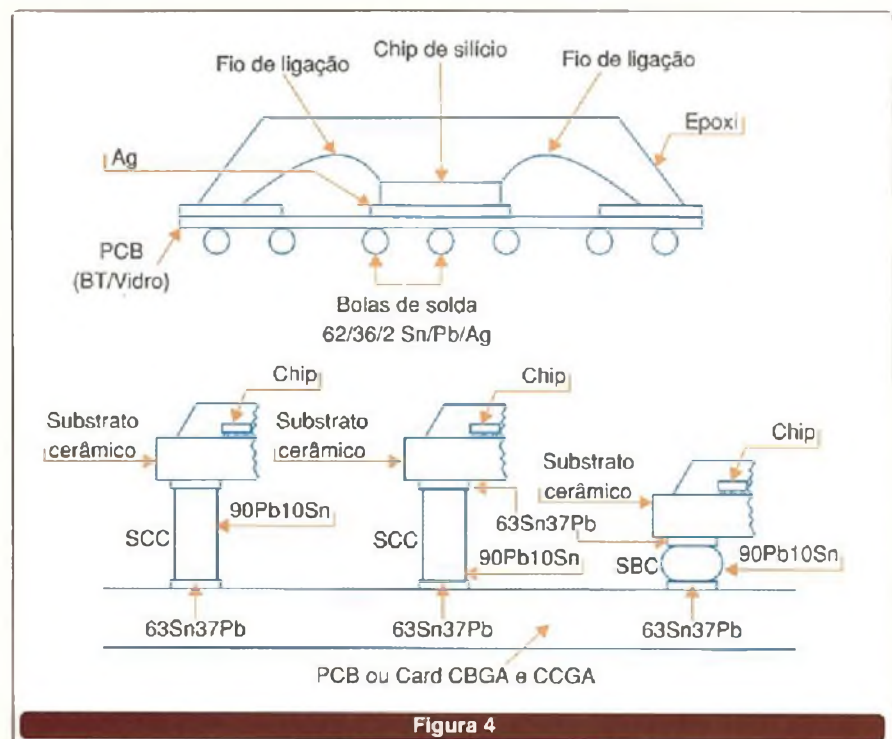 Chip de silício
Fio de ligação
Fio de ligação
Epoxi
Ag
PCB
(BT/Vidro)
Bolas de solda
62/36/2 Sn/Pb/Ag
Chip
Chip
Substrato
cerâmico
Substrato
cerâmico
Chip
Substrato
cerâmico
90Pb10Sn
63Sn37Pb
SCC
SCC
90Pb10Sn
SBC
90Pb10Sn
63Sn37Pb
63Sn37Pb
63Sn37Pb
PCB ou Card CBGA e CCGA
Figura 4